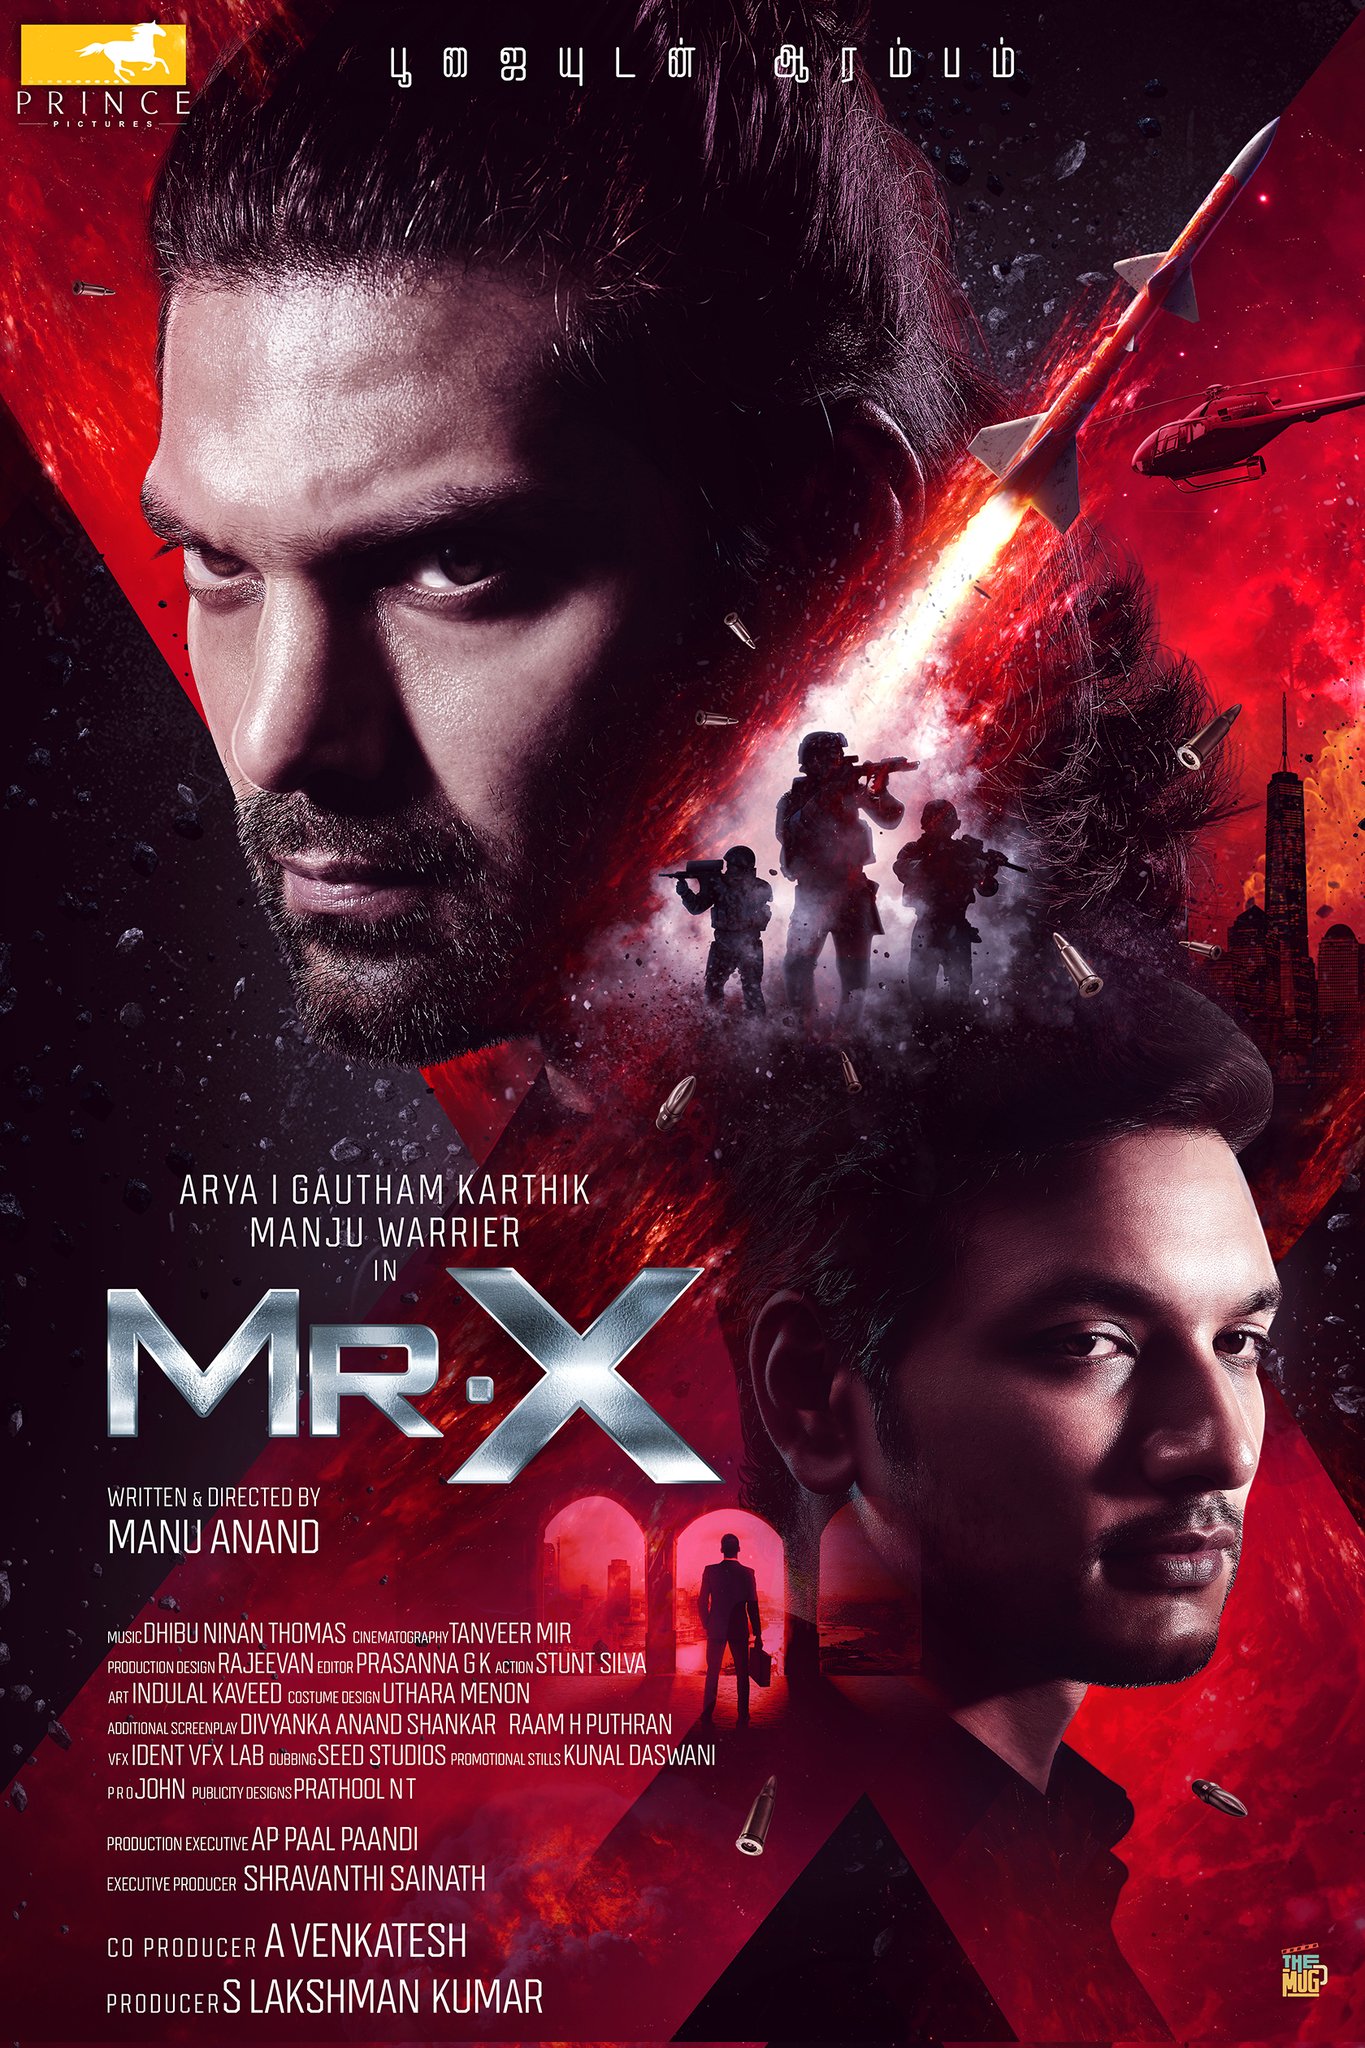 PRINCE
PICTURES
பூஜையுடன் ஆரம்பம்
ARYA I GAUTHAM KARTHIK
MANJU WARRIER
IN
MR.X
WRITTEN & DIRECTED BY
MANU ANAND
MUSIC DHIBU NINAN THOMAS CINEMATOGRAPHY TANVEER MIR
PRODUCTION DESIGN RAJEEVAN EDITOR PRASANNA G K ACTION STUNT SILVA
ART INDULAL KAVEED COSTUME DESIGN UTHARA MENON
ADDITIONAL SCREENPLAY DIVYANKA ANAND SHANKAR RAAM H PUTHRAN
VFX IDENT VFX LAB DUBBING SEED STUDIOS PROMOTIONAL STILLS KUNAL DASWANI
P R O JOHN PUBLICITY DESIGNS PRATHOOL N T
PRODUCTION EXECUTIVE AP PAAL PAANDI
EXECUTIVE PRODUCER SHRAVANTHI SAINATH
CO PRODUCER A VENKATESH
PRODUCER S LAKSHMAN KUMAR
THE
MUG